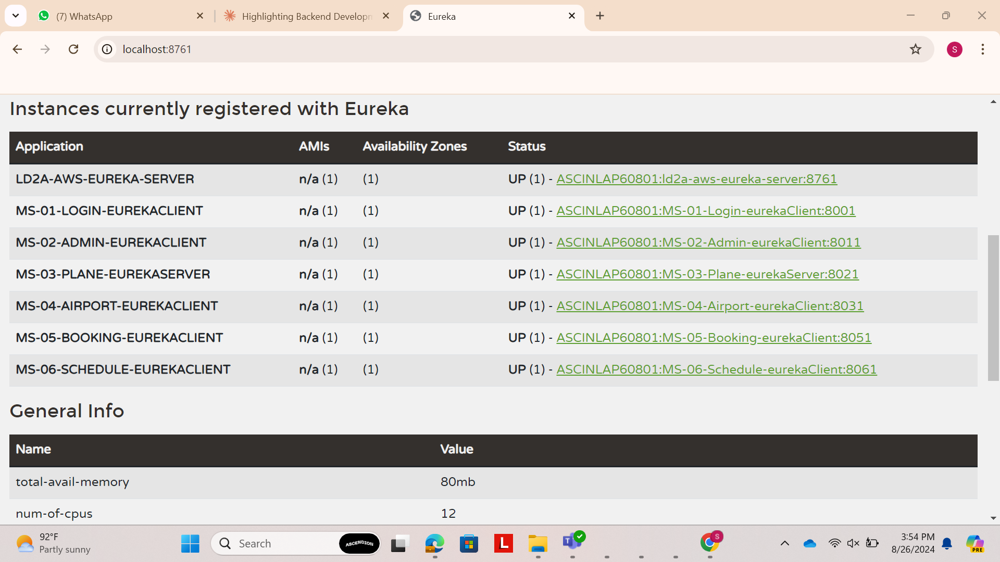 (7) WhatsApp
Highlighting Backend Developm
Eureka
localhost:8761
S
Instances currently registered with Eureka
Application AMIs Availability Zones Status
LD2A-AWS-EUREKA-SERVER n/a (1) (1) UP (1) - ASCINLAP60801:ld2a-aws-eureka-server:8761
MS-01-LOGIN-EUREKACLIENT n/a (1) (1) UP (1) - ASCINLAP60801:MS-01-Login-eurekaClient:8001
MS-02-ADMIN-EUREKACLIENT n/a (1) (1) UP (1) - ASCINLAP60801:MS-02-Admin-eurekaClient:8011
MS-03-PLANE-EUREKASERVER n/a (1) (1) UP (1) - ASCINLAP60801:MS-03-Plane-eurekaServer:8021
MS-04-AIRPORT-EUREKACLIENT n/a (1) (1) UP (1) - ASCINLAP60801:MS-04-Airport-eurekaClient:8031
MS-05-BOOKING-EUREKACLIENT n/a (1) (1) UP (1) - ASCINLAP60801:MS-05-Booking-eurekaClient:8051
MS-06-SCHEDULE-EUREKACLIENT n/a (1) (1) UP (1) - ASCINLAP60801:MS-06-Schedule-eurekaClient:8061
General Info
Name Value
total-avail-memory 80mb
num-of-cpus 12
92°F
Partly sunny
Search
ASCENDION
L
T
S
3:54 PM
8/26/2024
PRE